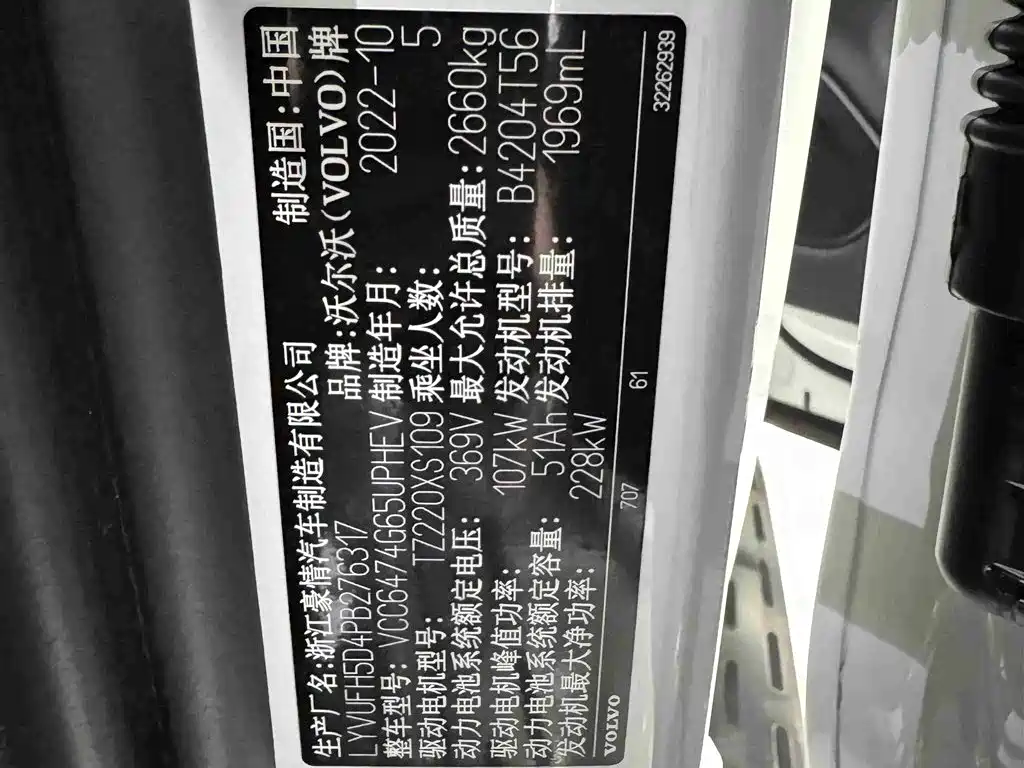 生产厂名:浙江豪情汽车制造有限公司 制造国:中国
LYVUFH5D4PB276317 品牌:沃尔沃(VOLVO)牌
整车型号: VCC6474G65UPHEV 制造年月: 2022-10
驱动电机型号: TZ220XS109 乘坐人数: 5
动力电池系统额定电压: 369V 最大允许总质量: 2660kg
驱动电机峰值功率: 107kW 发动机型号: B4204T56
动力电池系统额定容量: 51Ah 发动机排量: 1969mL
发动机最大净功率: 228kW
VOLVO 707 61 32262939